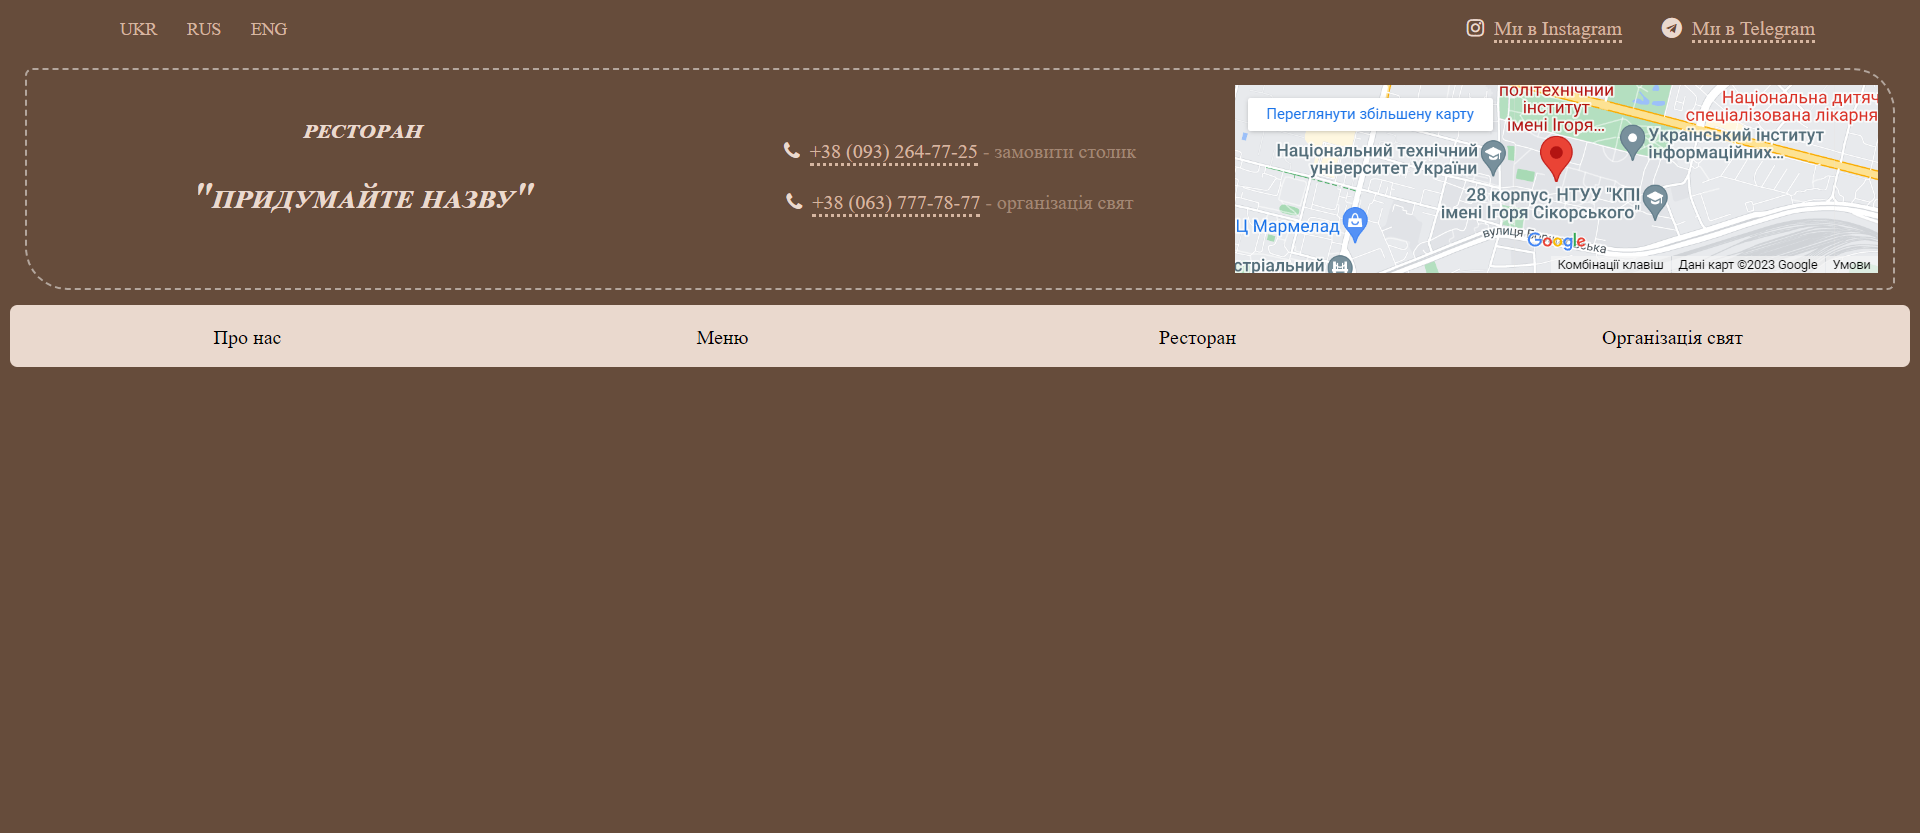 UKR RUS ENG Ми в Instagram Ми в Telegram
РЕСТОРАН
"ПРИДУМАЙТЕ НАЗВУ"
+38 (093) 264-77-25 - замовити столик
+38 (063) 777-78-77 - організація свят
Переглянути збільшену карту
політехнічний
інститут
імені Ігоря...
Національна дитяч
спеціалізована лікарня
Український інститут
інформаційних...
Національний технічний
університет України
28 корпус, НТУУ "КПІ
імені Ігоря Сікорського"
Ц Мармелад
вулиця
Google
стріальний
Комбінації клавіш Дані карт ©2023 Google Умови
Про нас Меню Ресторан Організація свят